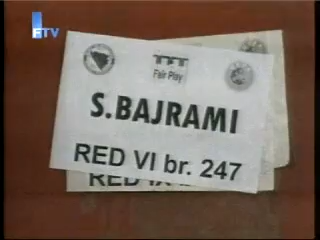 FTV
Fair Play
S.BAJRAMI
RED VI br. 247
RED IX